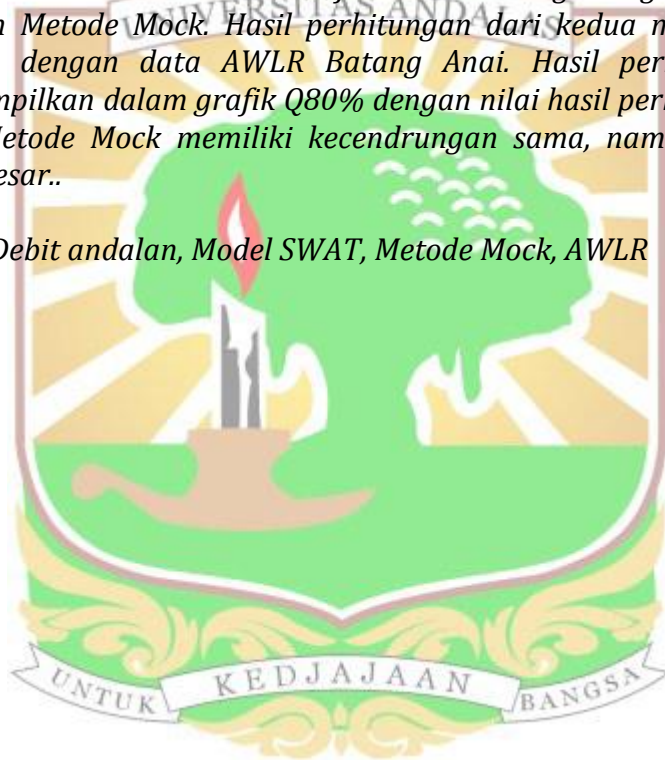 UNIVERSITAS ANDALAS
n Metode Mock. Hasil perhitungan dari kedua m
dengan data AWLR Batang Anai. Hasil per
mpilkan dalam grafik Q80% dengan nilai hasil per
Metode Mock memiliki kecendrungan sama, nam
esar..
Debit andalan, Model SWAT, Metode Mock, AWLR
UNTUK KEDJAJAAN BANGSA